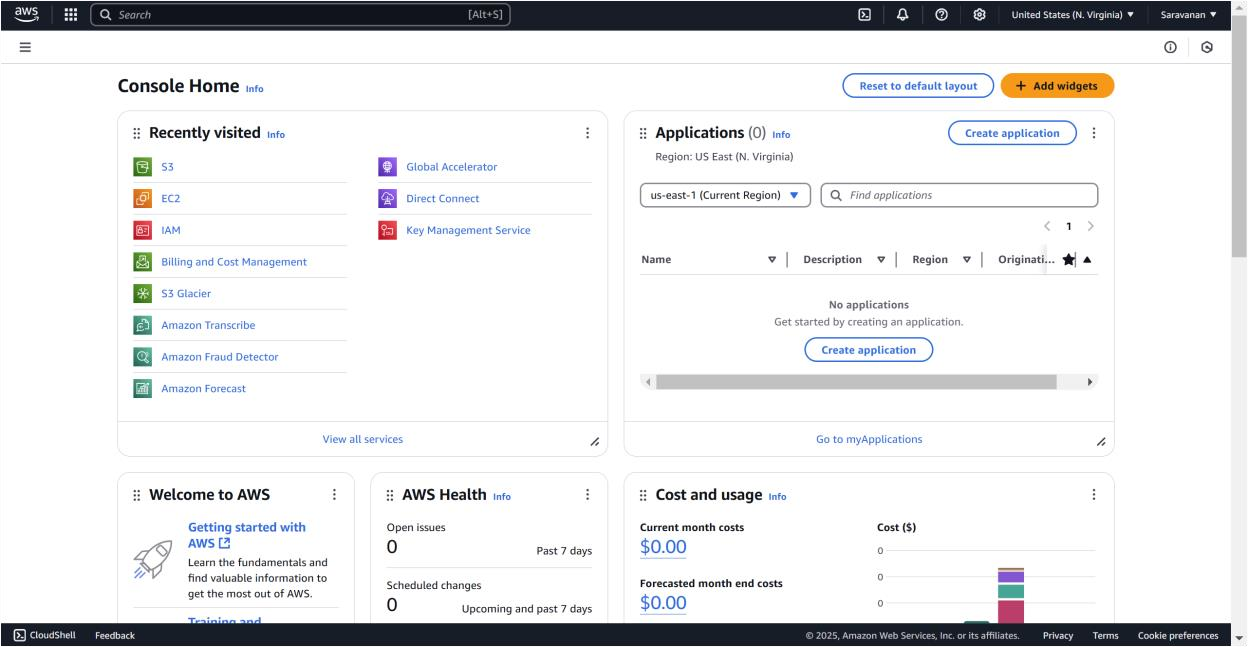 aws
Search [Alt+S]
United States (N. Virginia)
Saravanan
Console Home Info
Reset to default layout
+ Add widgets
Recently visited Info
S3
EC2
IAM
Billing and Cost Management
S3 Glacier
Amazon Transcribe
Amazon Fraud Detector
Amazon Forecast
Global Accelerator
Direct Connect
Key Management Service
View all services
Applications (0) Info
Create application
Region: US East (N. Virginia)
us-east-1 (Current Region)
Find applications
1
Name Description Region Originati...
No applications
Get started by creating an application.
Create application
Go to myApplications
Welcome to AWS
Getting started with
AWS
Learn the fundamentals and
find valuable information to
get the most out of AWS.
Training and
AWS Health Info
Open issues
0
Past 7 days
Scheduled changes
0
Upcoming and past 7 days
Cost and usage Info
Current month costs
$0.00
Forecasted month end costs
$0.00
Cost ($)
0
0
0
CloudShell Feedback
© 2025, Amazon Web Services, Inc. or its affiliates. Privacy Terms Cookie preferences